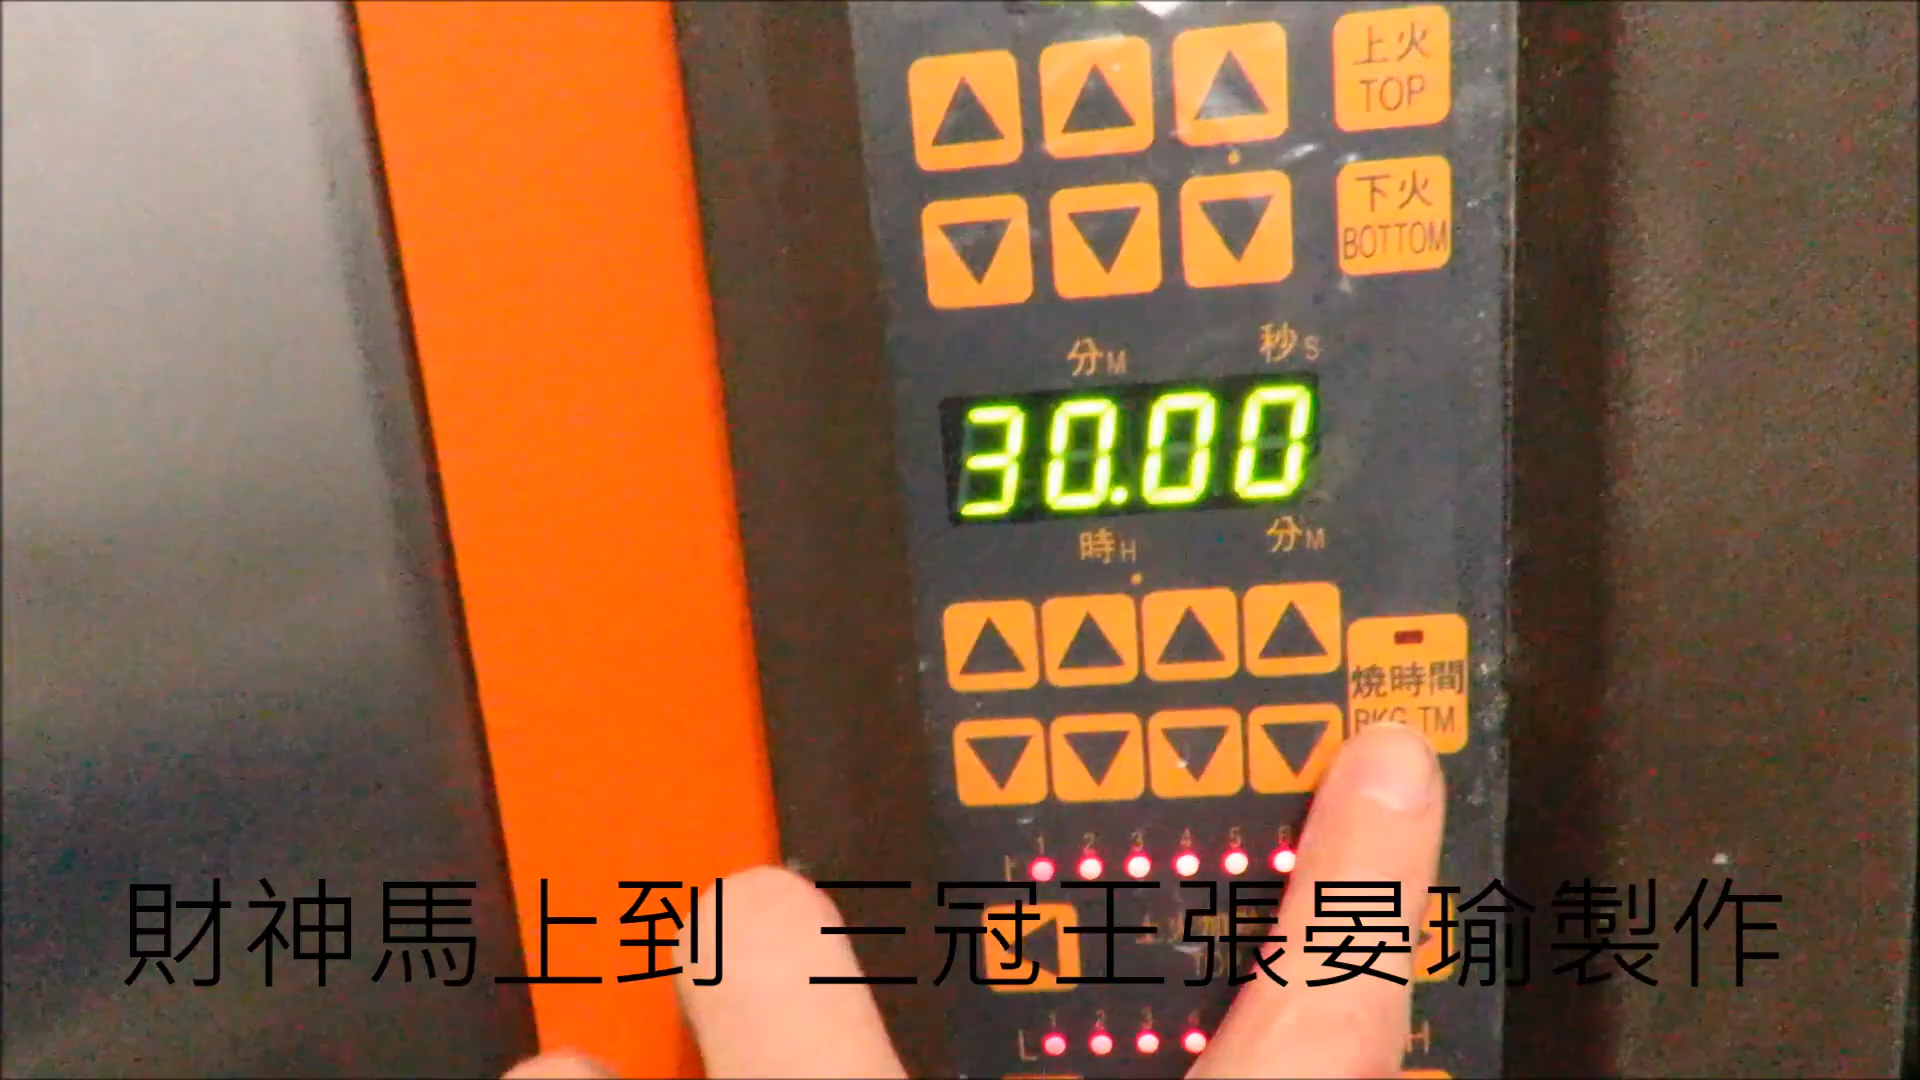 上火
TOP
下火
BOTTOM
分M 秒S
30.00
時H 分M
燒時間
BKG.TM.
1 2 3 4 5 6
財神馬上到 三冠王張晏瑜製作
1 2 3 4
L H